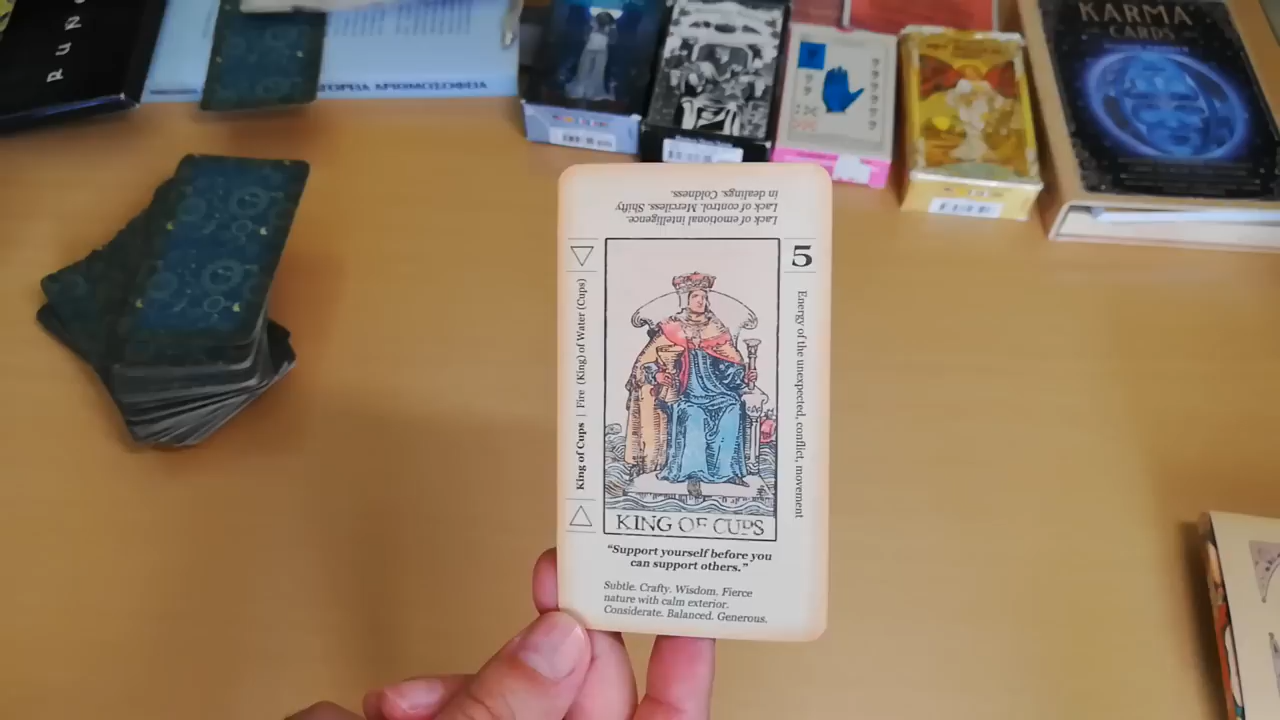 KARMA
CARDS
in dealings. Coldness.
Lack of control. Merciless. Shifty
Lack of emotional intelligence.
5
King of Cups | Fire (King) of Water (Cups)
Energy of the unexpected, conflict, movement
KING OF CUPS
"Support yourself before you
can support others."
Subtle. Crafty. Wisdom. Fierce
nature with calm exterior.
Considerate. Balanced. Generous.